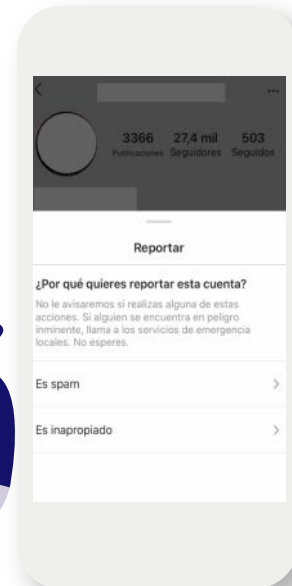 3366 27,4 mil 503
Publicaciones Seguidores Seguidos
Reportar
¿Por qué quieres reportar esta cuenta?
No le avisaremos si realizas alguna de estas
acciones. Si alguien se encuentra en peligro
inminente, llama a los servicios de emergencia
locales. No esperes.
Es spam
Es inapropiado